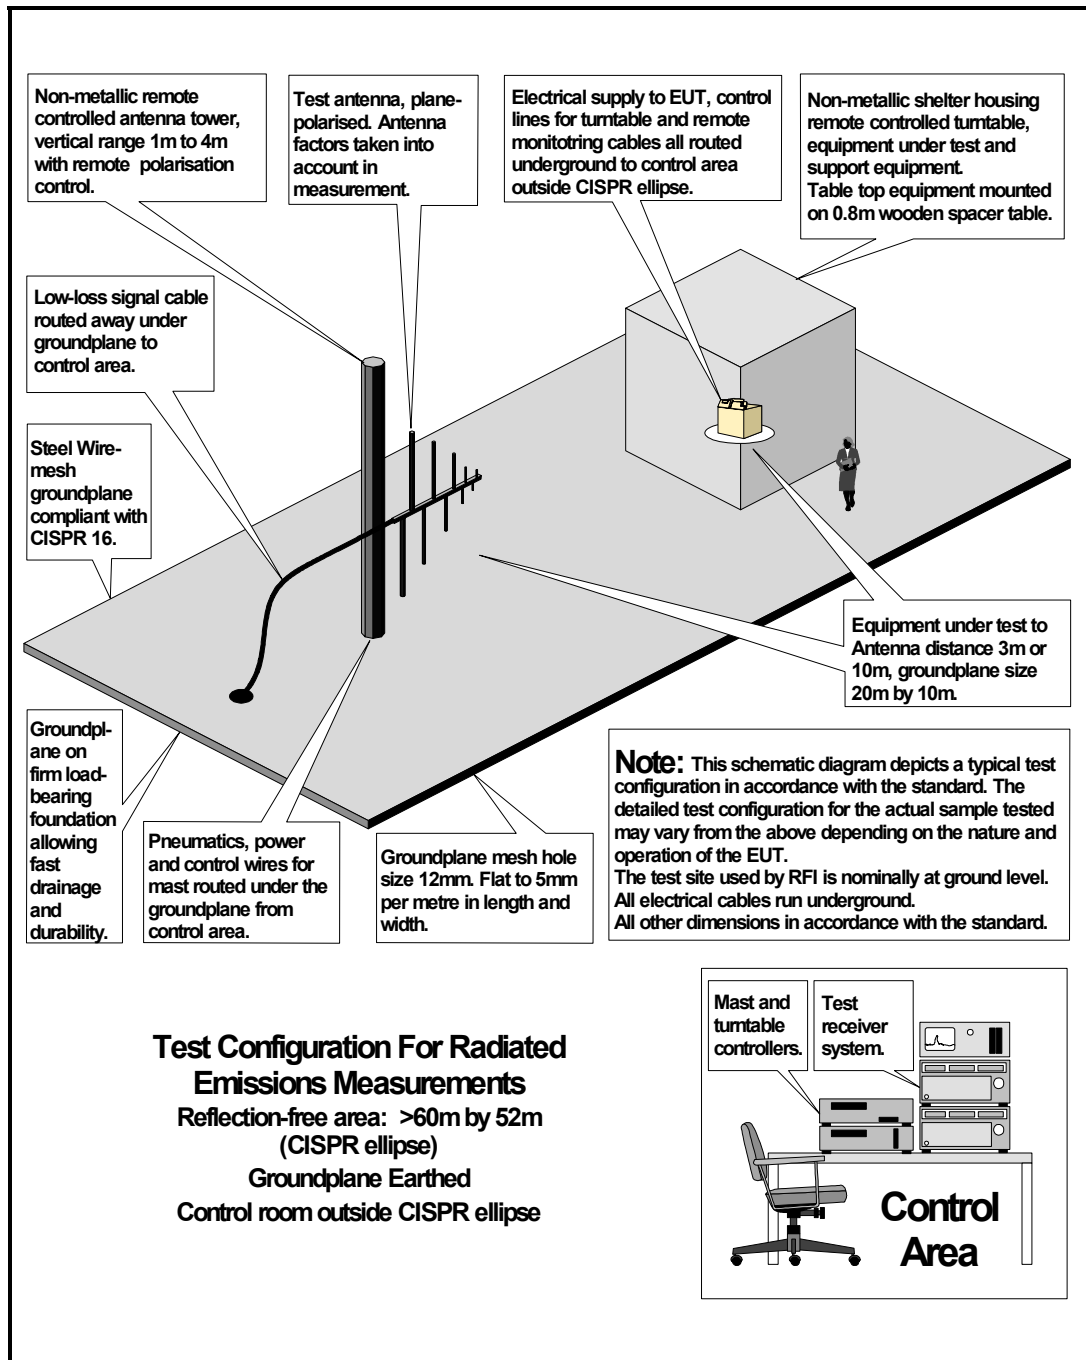 Non-metallic remote
controlled antenna tower,
vertical range 1m to 4m
with remote polarisation
control.
Test antenna, plane-
polarised. Antenna
factors taken into
account in
measurement.
Electrical supply to EUT, control
lines for turntable and remote
monitotring cables all routed
underground to control area
outside CISPR ellipse.
Non-metallic shelter housing
remote controlled turntable,
equipment under test and
support equipment.
Table top equipment mounted
on 0.8m wooden spacer table.
Low-loss signal cable
routed away under
groundplane to
control area.
Steel Wire-
mesh
groundplane
compliant with
CISPR 16.
Equipment under test to
Antenna distance 3m or
10m, groundplane size
20m by 10m.
Groundpl-
ane on
firm load-
bearing
foundation
allowing
fast
drainage
and
durability.
Pneumatics, power
and control wires for
mast routed under the
groundplane from
control area.
Groundplane mesh hole
size 12mm. Flat to 5mm
per metre in length and
width.
Note: This schematic diagram depicts a typical test
configuration in accordance with the standard. The
detailed test configuration for the actual sample tested
may vary from the above depending on the nature and
operation of the EUT.
The test site used by RFI is nominally at ground level.
All electrical cables run underground.
All other dimensions in accordance with the standard.
Test Configuration For Radiated
Emissions Measurements
Reflection-free area: >60m by 52m
(CISPR ellipse)
Groundplane Earthed
Control room outside CISPR ellipse
Mast and
turntable
controllers.
Test
receiver
system.
Control
Area